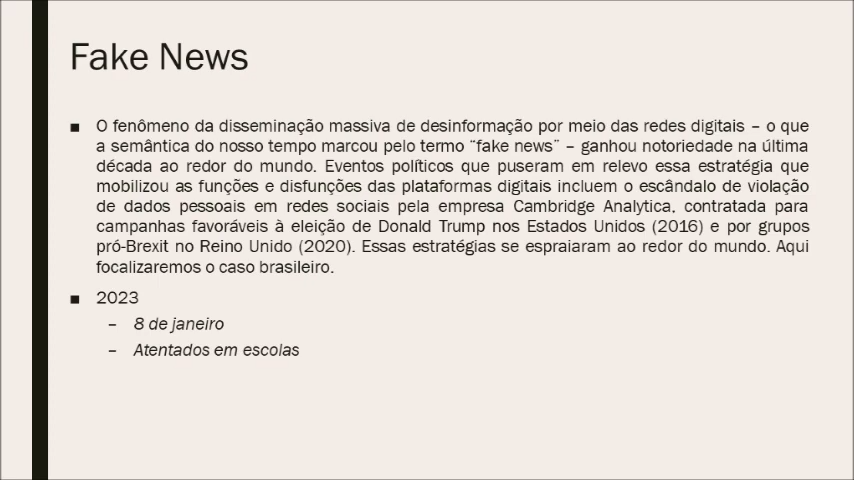 Fake News
■ O fenômeno da disseminação massiva de desinformação por meio das redes digitais – o que
a semântica do nosso tempo marcou pelo termo “fake news” – ganhou notoriedade na última
década ao redor do mundo. Eventos políticos que puseram em relevo essa estratégia que
mobilizou as funções e disfunções das plataformas digitais incluem o escândalo de violação
de dados pessoais em redes sociais pela empresa Cambridge Analytica, contratada para
campanhas favoráveis à eleição de Donald Trump nos Estados Unidos (2016) e por grupos
pró-Brexit no Reino Unido (2020). Essas estratégias se espraiaram ao redor do mundo. Aqui
focalizaremos o caso brasileiro.
■ 2023
– 8 de janeiro
– Atentados em escolas